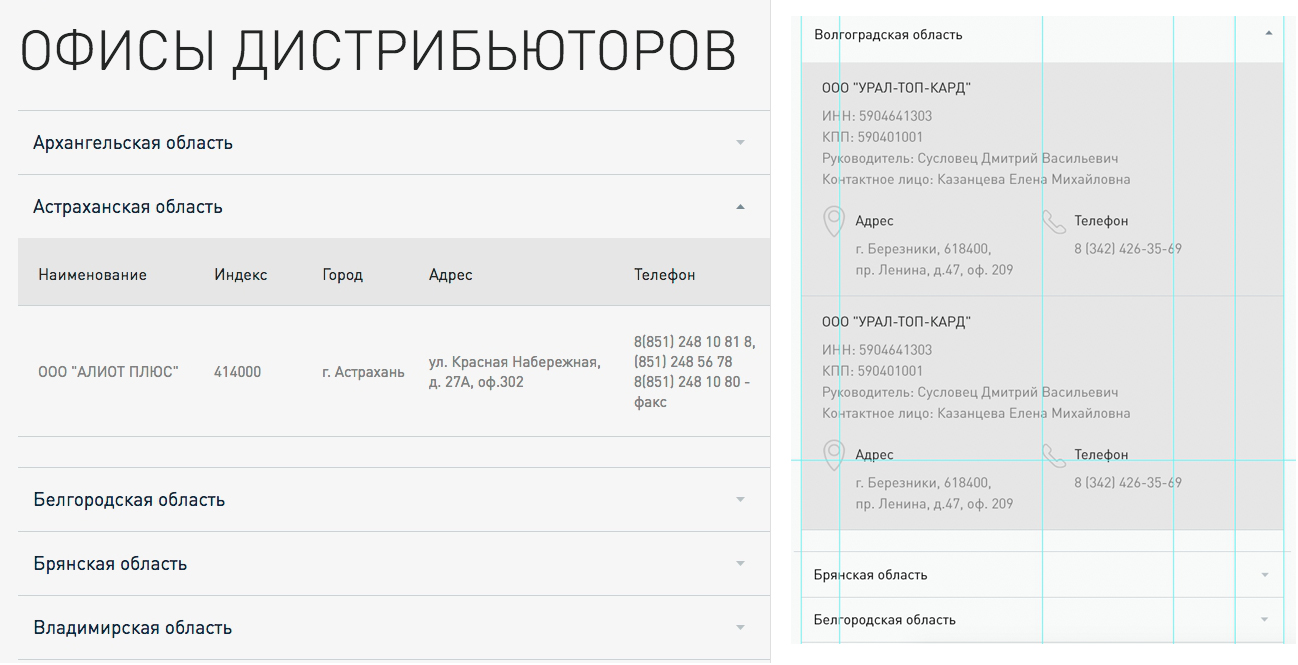 ОФИСЫ ДИСТРИБЬЮТОРОВ
Архангельская область
Астраханская область
Наименование Индекс Город Адрес Телефон
ООО "АЛИОТ ПЛЮС" 414000 г. Астрахань ул. Красная Набережная, д. 27А, оф.302
8(851) 248 10 81 8,
(851) 248 56 78
8(851) 248 10 80 -
факс
Белгородская область
Брянская область
Владимирская область
Волгоградская область
ООО "УРАЛ-ТОП-КАРД"
ИНН: 5904641303
КПП: 590401001
Руководитель: Сусловец Дмитрий Васильевич
Контактное лицо: Казанцева Елена Михайловна
Адрес Телефон
г. Березники, 618400, 8 (342) 426-35-69
пр. Ленина, д.47, оф. 209
ООО "УРАЛ-ТОП-КАРД"
ИНН: 5904641303
КПП: 590401001
Руководитель: Сусловец Дмитрий Васильевич
Контактное лицо: Казанцева Елена Михайловна
Адрес Телефон
г. Березники, 618400, 8 (342) 426-35-69
пр. Ленина, д.47, оф. 209
Брянская область
Белгородская область